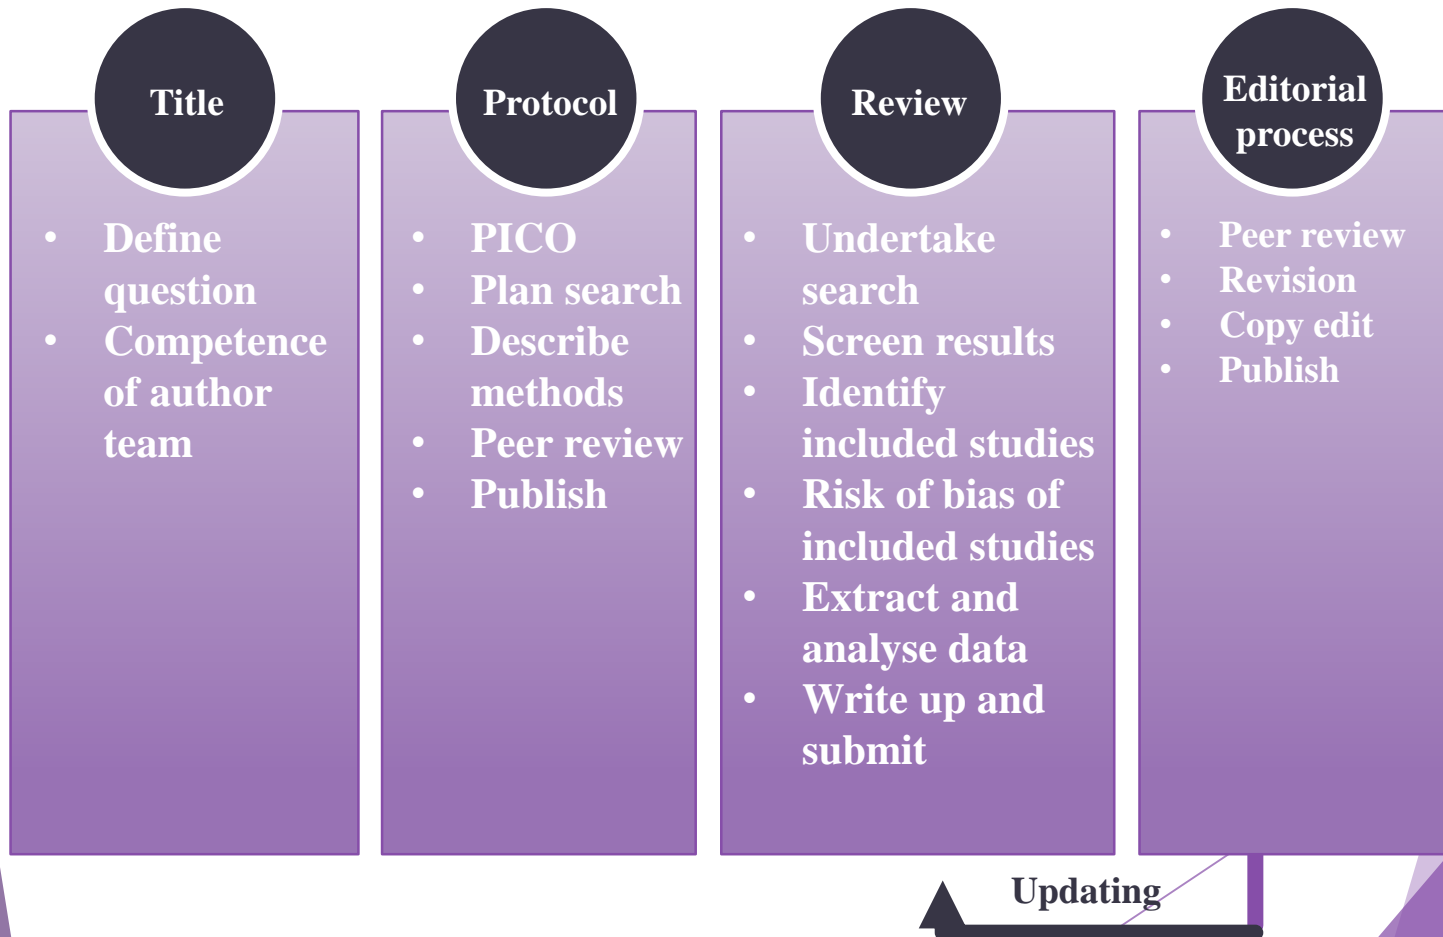 Title
• Define
question
• Competence
of author
team
Protocol
• PICO
• Plan search
• Describe
methods
• Peer review
• Publish
Review
• Undertake
search
• Screen results
• Identify
included studies
• Risk of bias of
included studies
• Extract and
analyse data
• Write up and
submit
Editorial
process
• Peer review
• Revision
• Copy edit
• Publish
Updating